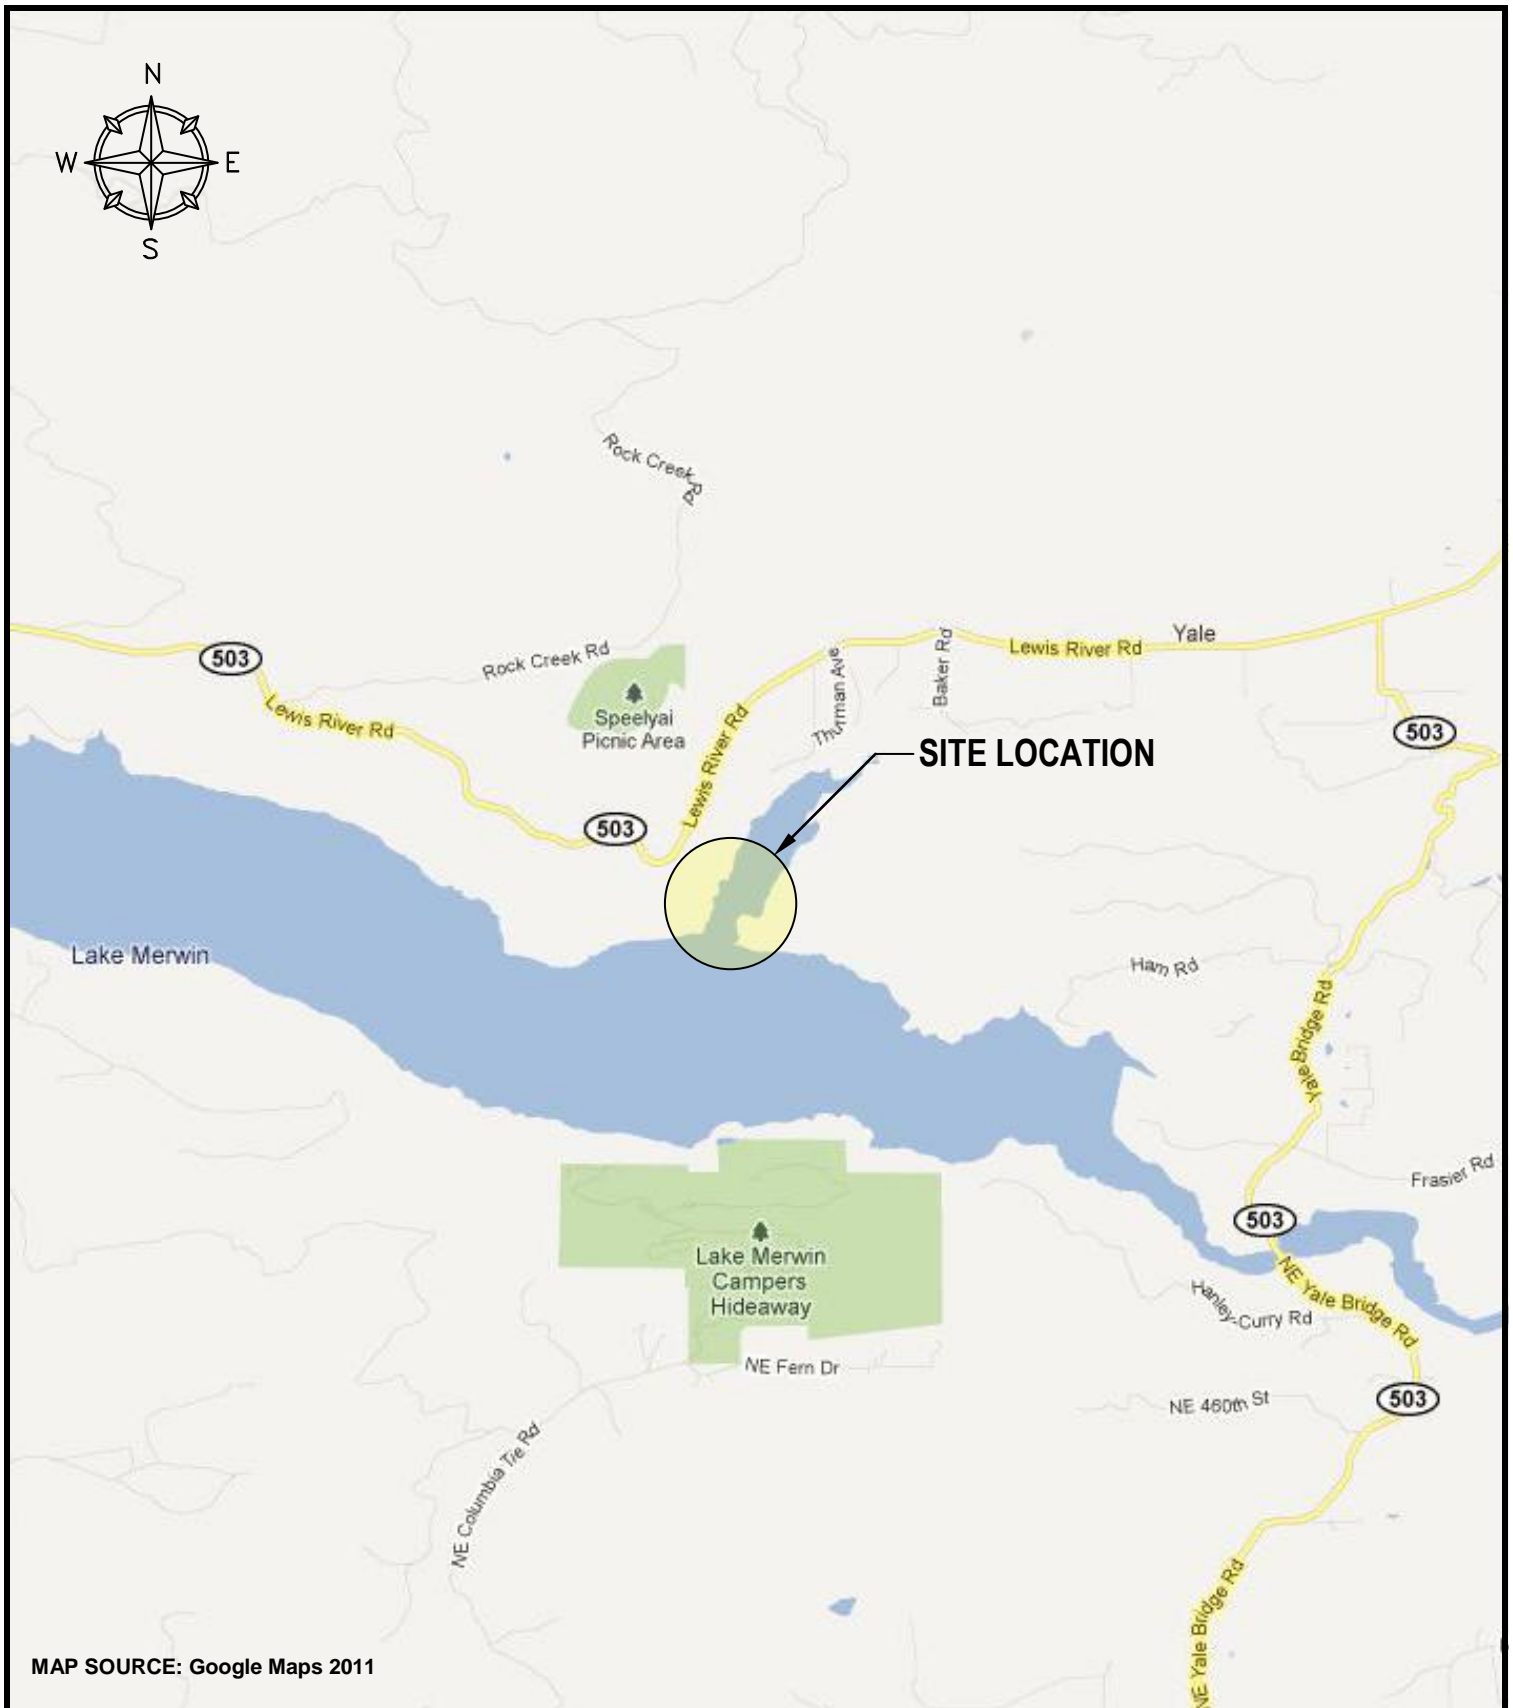 N
W
E
S
Rock Creek Rd
Rock Creek Rd
503
Lewis River Rd
Speelyai
Picnic Area
Lewis River Rd
Thurman Ave
Baker Rd
Lewis River Rd
Yale
503
SITE LOCATION
503
Lake Merwin
Ham Rd
Yale Bridge Rd
Frasier Rd
503
Lake Merwin
Campers
Hideaway
NE Yale Bridge Rd
Hanley-Curry Rd
NE Fern Dr
NE 460th St
503
NE Columbia Tie Rd
NE Yale Bridge Rd
MAP SOURCE: Google Maps 2011